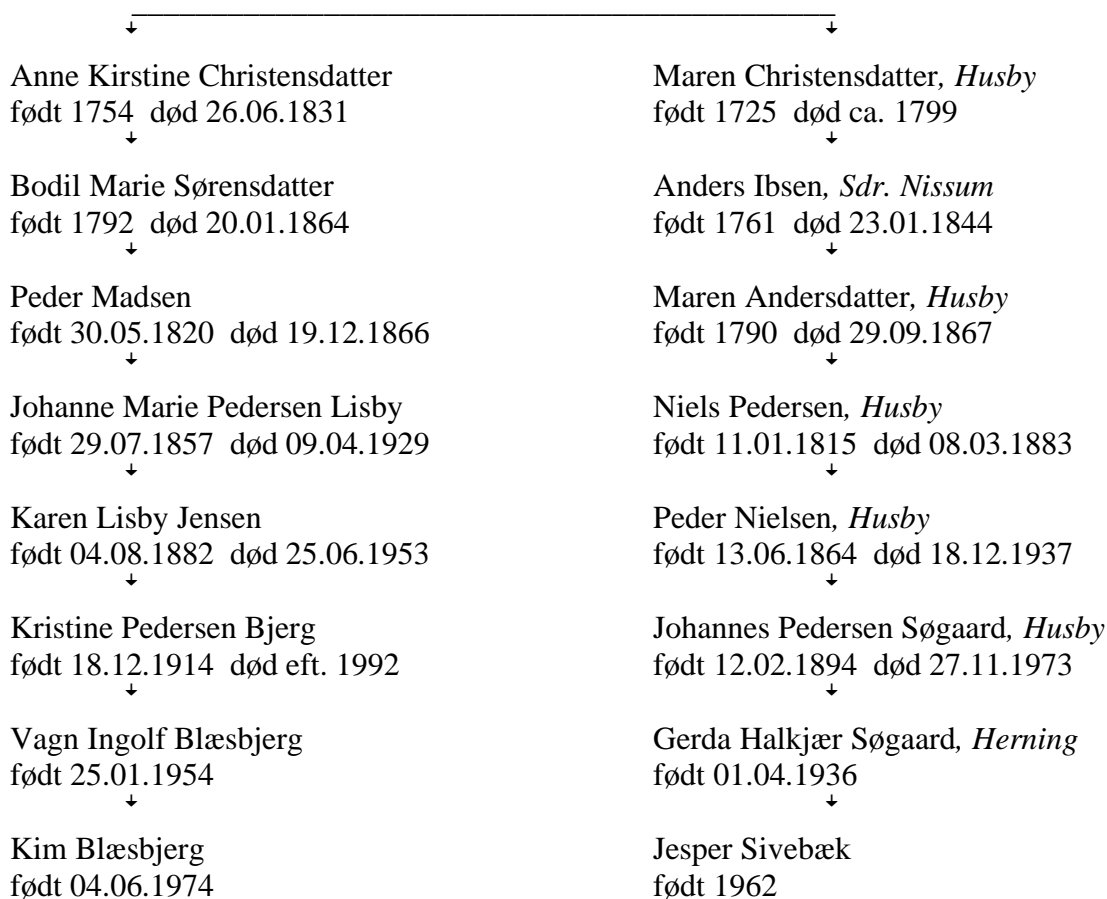 Anne Kirstine Christensdatter
født 1754  død 26.06.1831
Bodil Marie Sørensdatter
født 1792  død 20.01.1864
Peder Madsen
født 30.05.1820  død 19.12.1866
Johanne Marie Pedersen Lisby
født 29.07.1857  død 09.04.1929
Karen Lisby Jensen
født 04.08.1882  død 25.06.1953
Kristine Pedersen Bjerg
født 18.12.1914  død eft. 1992
Vagn Ingolf Blæsbjerg
født 25.01.1954
Kim Blæsbjerg
født 04.06.1974
Maren Christensdatter, Husby
født 1725  død ca. 1799
Anders Ibsen, Sdr. Nissum
født 1761  død 23.01.1844
Maren Andersdatter, Husby
født 1790  død 29.09.1867
Niels Pedersen, Husby
født 11.01.1815  død 08.03.1883
Peder Nielsen, Husby
født 13.06.1864  død 18.12.1937
Johannes Pedersen Søgaard, Husby
født 12.02.1894  død 27.11.1973
Gerda Halkjær Søgaard, Herning
født 01.04.1936
Jesper Sivebæk
født 1962